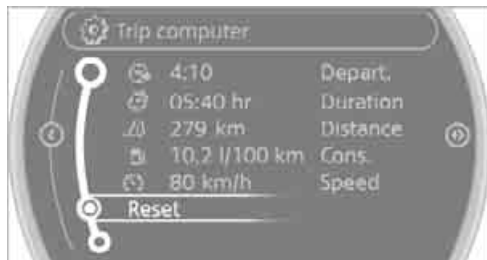 Trip computer
4:10 Depart.
05:40 hr Duration
279 km Distance
10,2 l/100 km Cons.
80 km/h Speed
Reset